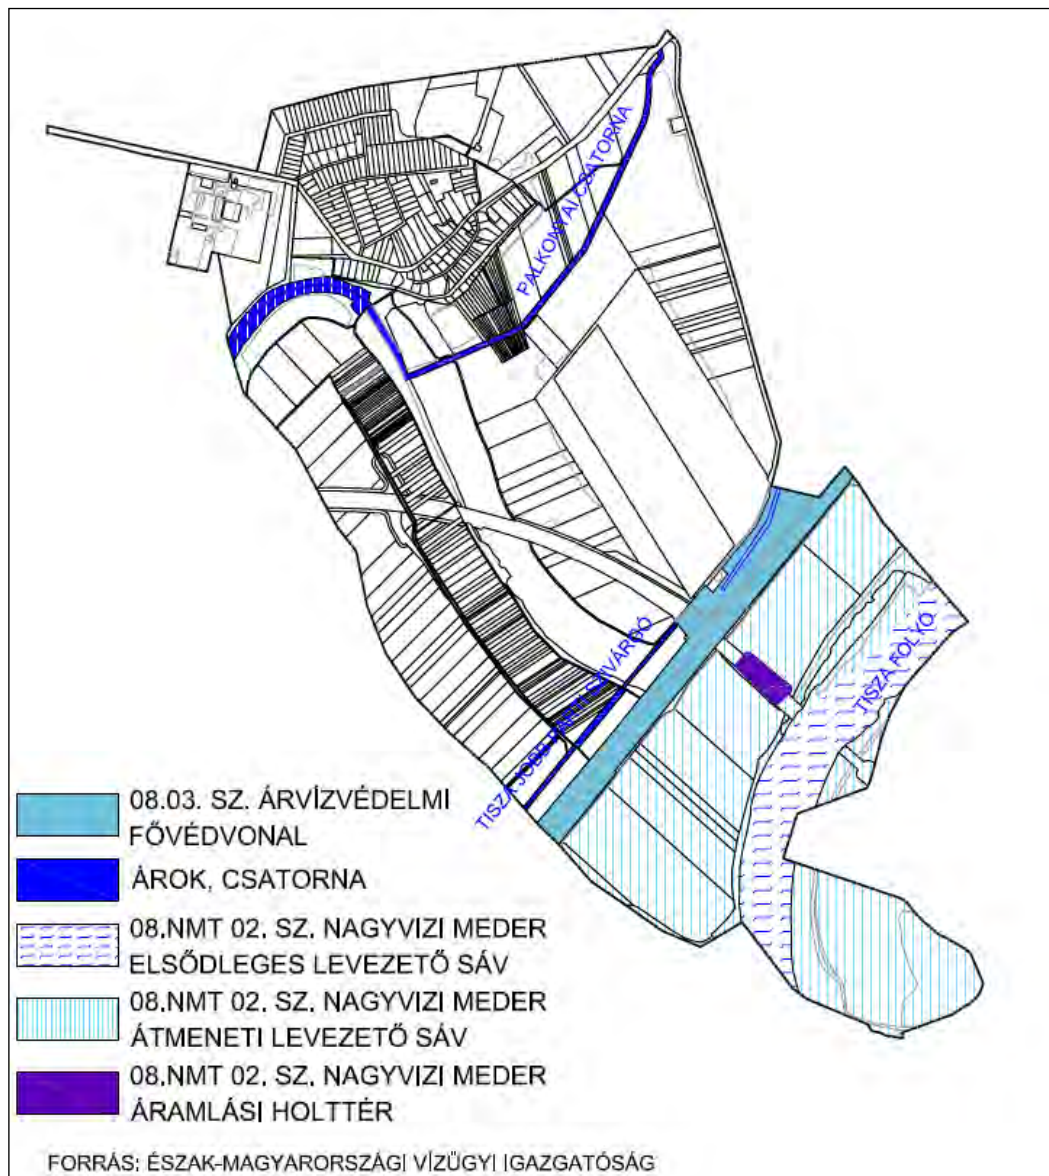 PALKONYAI CSATORNA
TISZA JOBB PARTI SZIVÁRGÓ
TISZA FOLYÓ
08.03. SZ. ÁRVÍZVÉDELMI
FŐVÉDVONAL
ÁROK, CSATORNA
08.NMT 02. SZ. NAGYVIZI MEDER
ELSŐDLEGES LEVEZETŐ SÁV
08.NMT 02. SZ. NAGYVIZI MEDER
ÁTMENETI LEVEZETŐ SÁV
08.NMT 02. SZ. NAGYVIZI MEDER
ÁRAMLÁSI HOLTTÉR
FORRÁS: ÉSZAK-MAGYARORSZÁGI VÍZÜGYI IGAZGATÓSÁG